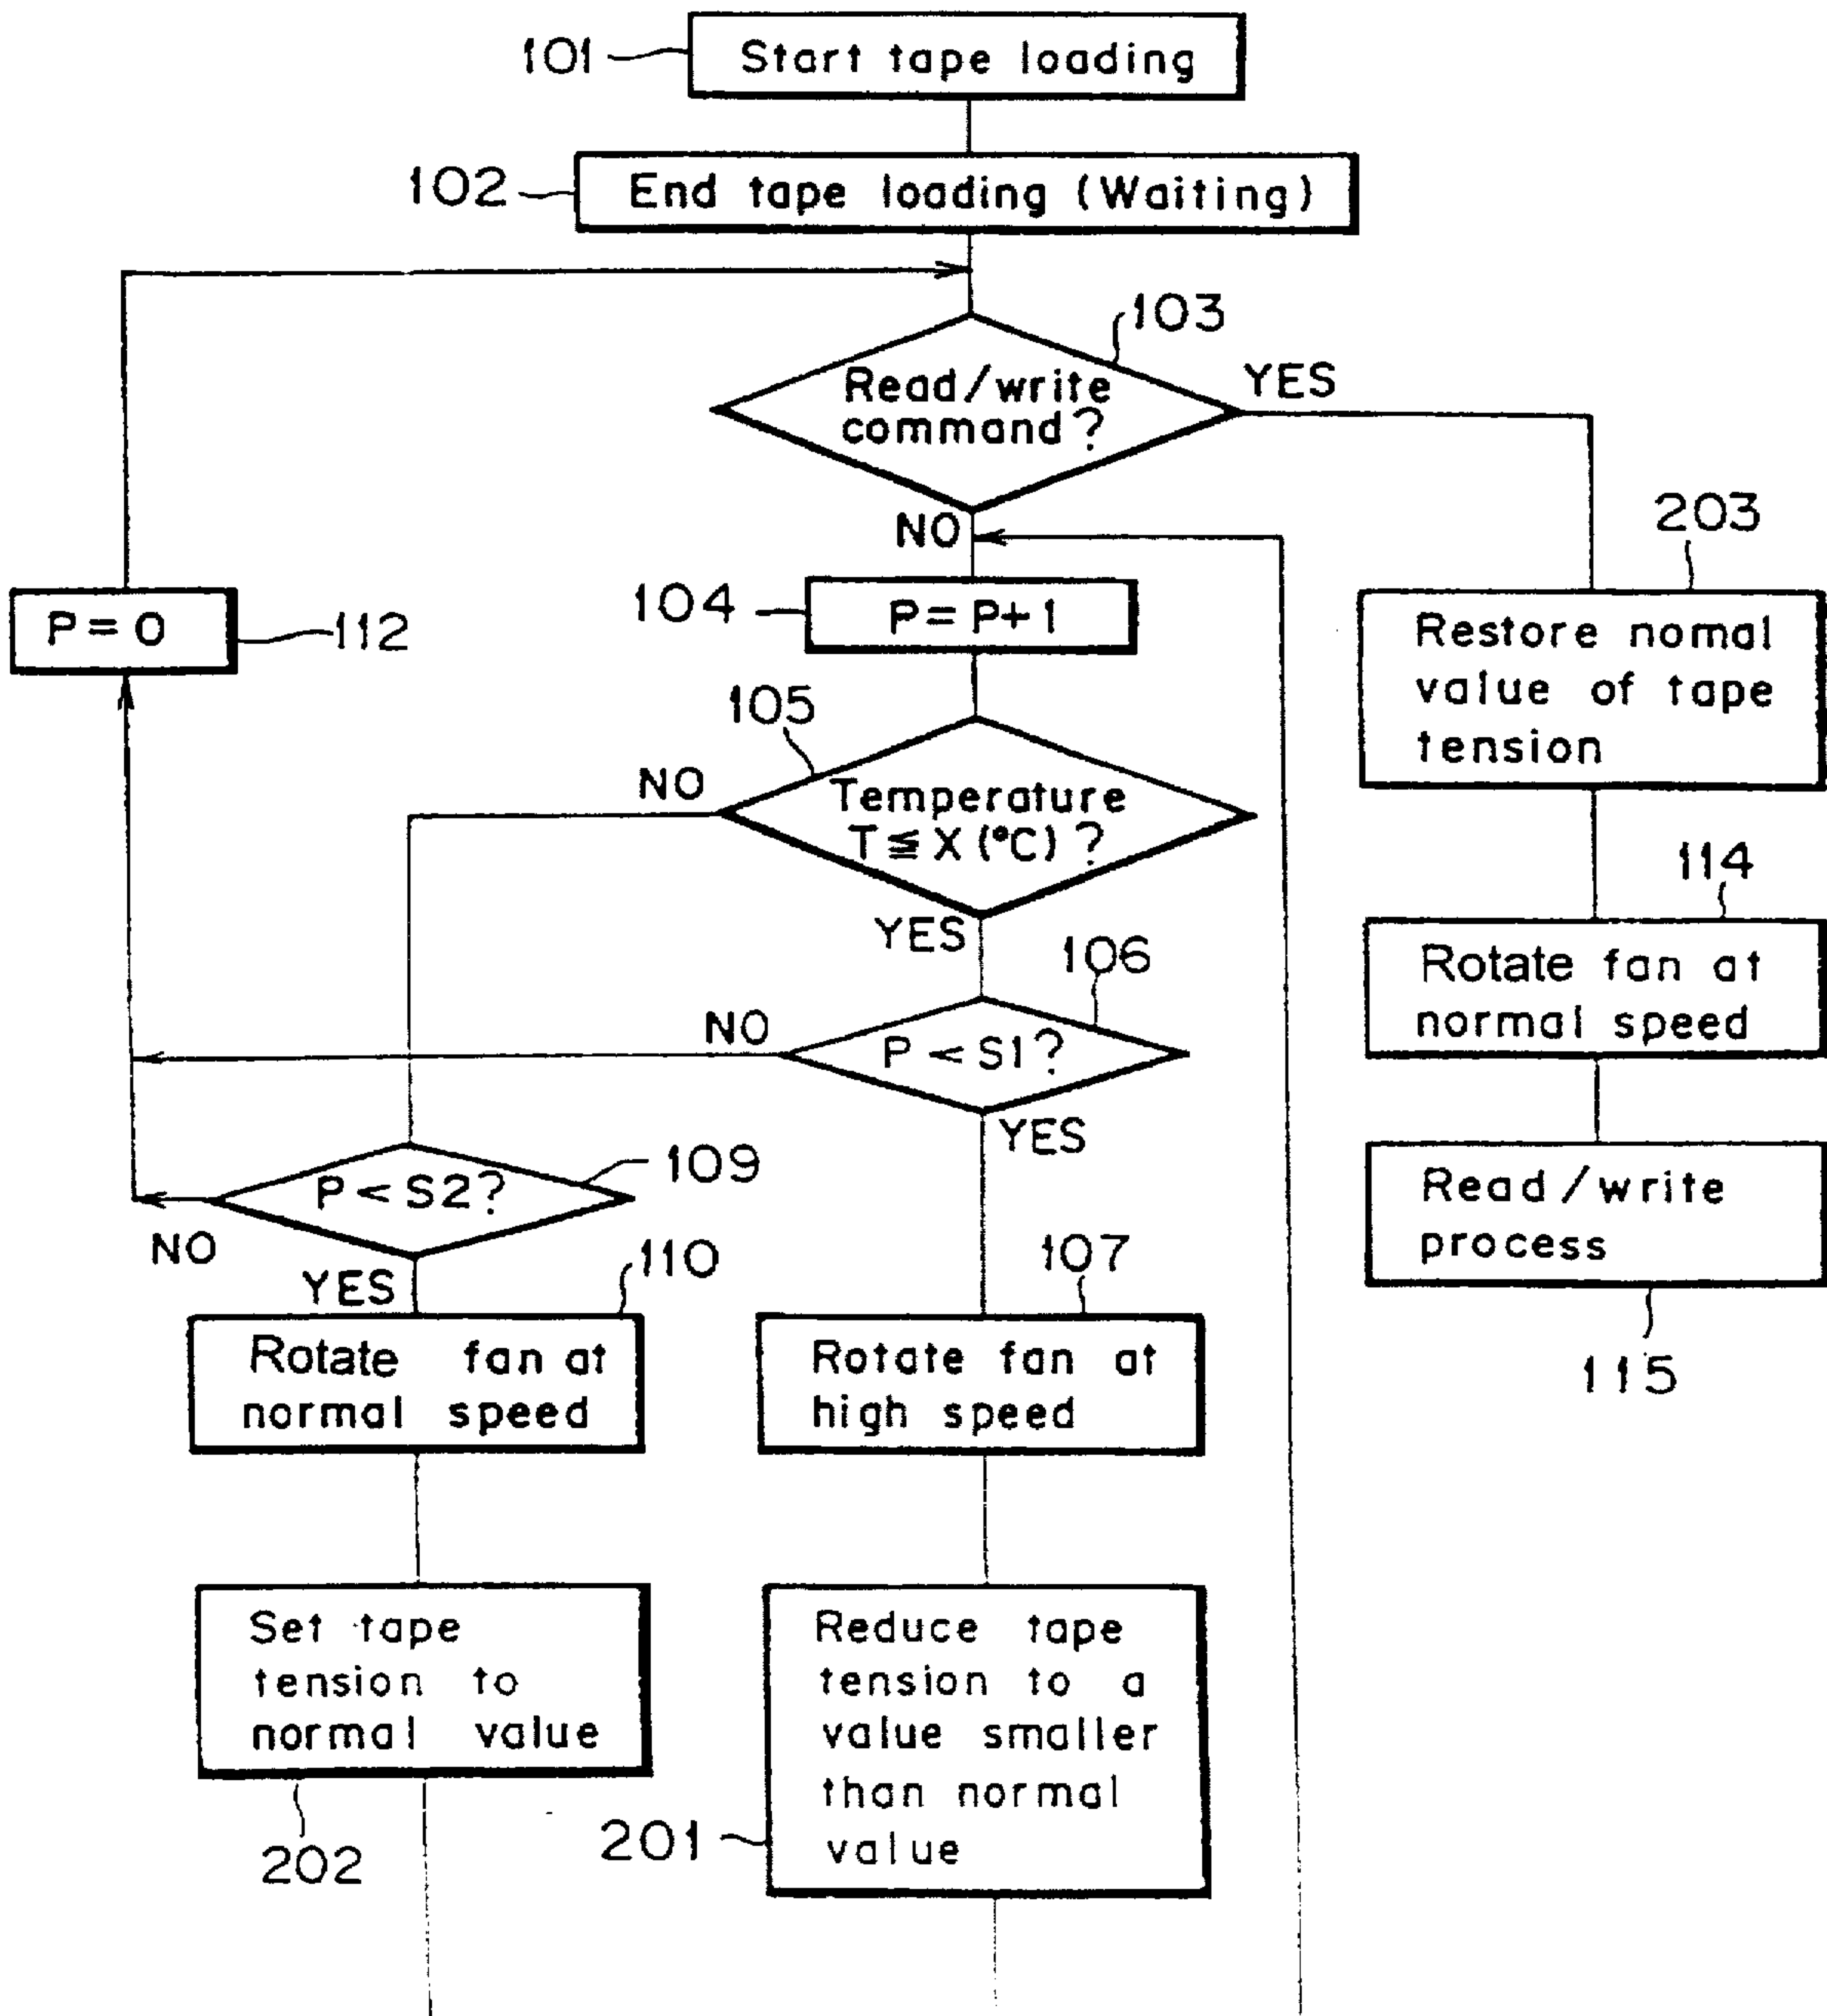 101
Start tape loading
102
End tape loading (Waiting)
103
Read/write
command?
YES
NO
203
Restore nomal
value of tape
tension
104
P = P+1
P = 0
112
105
Temperature
T ≦ X (°C) ?
NO
YES
114
Rotate fan at
normal speed
106
P < S1?
NO
YES
109
P < S2?
NO
YES
Read/write
process
115
110
Rotate fan at
normal speed
107
Rotate fan at
high speed
Set tape
tension to
normal value
202
Reduce tape
tension to a
value smaller
than normal
value
201